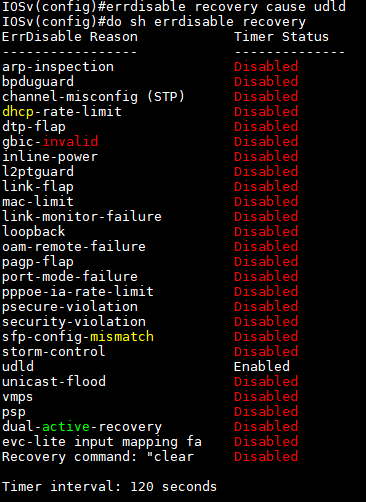 IOSv(config)#errdisable recovery cause udld
IOSv(config)#do sh errdisable recovery
ErrDisable Reason            Timer Status
-----------------            --------------
arp-inspection               Disabled
bpduguard                    Disabled
channel-misconfig (STP)      Disabled
dhcp-rate-limit              Disabled
dtp-flap                     Disabled
gbic-invalid                 Disabled
inline-power                 Disabled
l2ptguard                    Disabled
link-flap                    Disabled
mac-limit                    Disabled
link-monitor-failure         Disabled
loopback                     Disabled
oam-remote-failure           Disabled
pagp-flap                    Disabled
port-mode-failure            Disabled
pppoe-ia-rate-limit          Disabled
psecure-violation            Disabled
security-violation           Disabled
sfp-config-mismatch          Disabled
storm-control                Disabled
udld                         Enabled
unicast-flood                Disabled
vmps                         Disabled
psp                          Disabled
dual-active-recovery         Disabled
evc-lite input mapping fa    Disabled
Recovery command: "clear     Disabled
Timer interval: 120 seconds